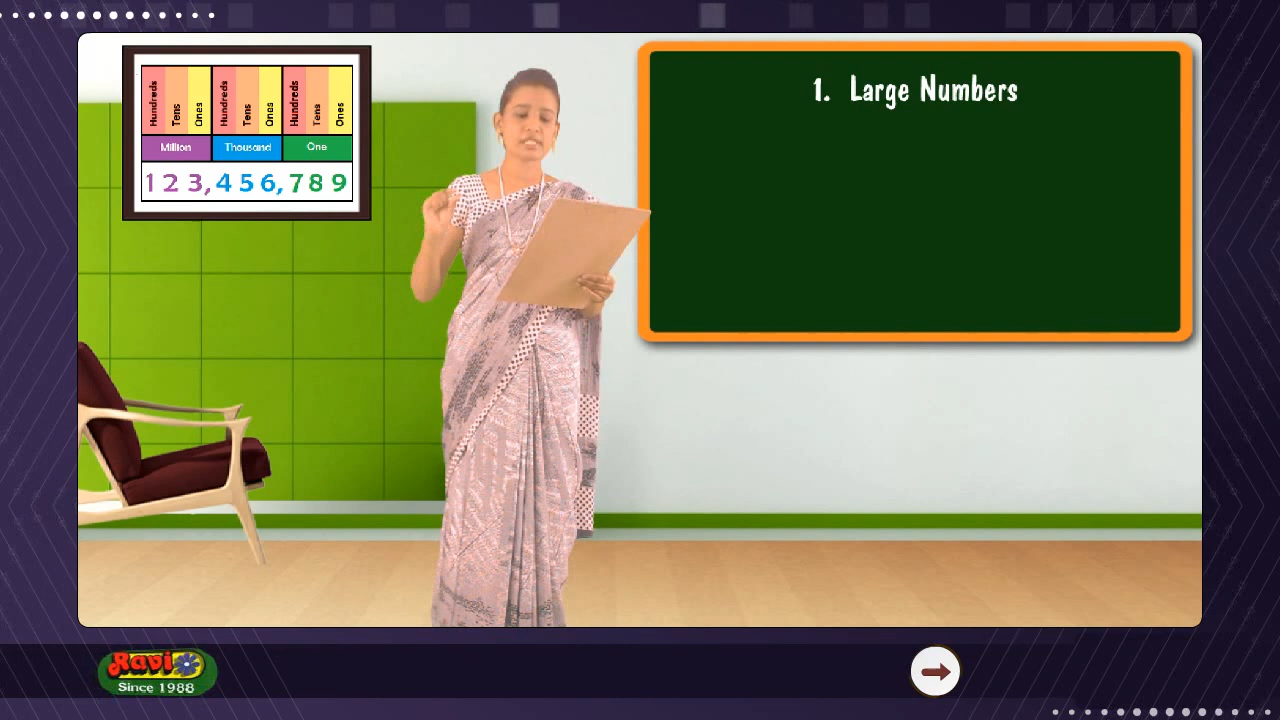 Hundreds Tens Ones Hundreds Tens Ones Hundreds Tens Ones
Million Thousand One
123,456,789
1. Large Numbers
Ravi
Since 1988